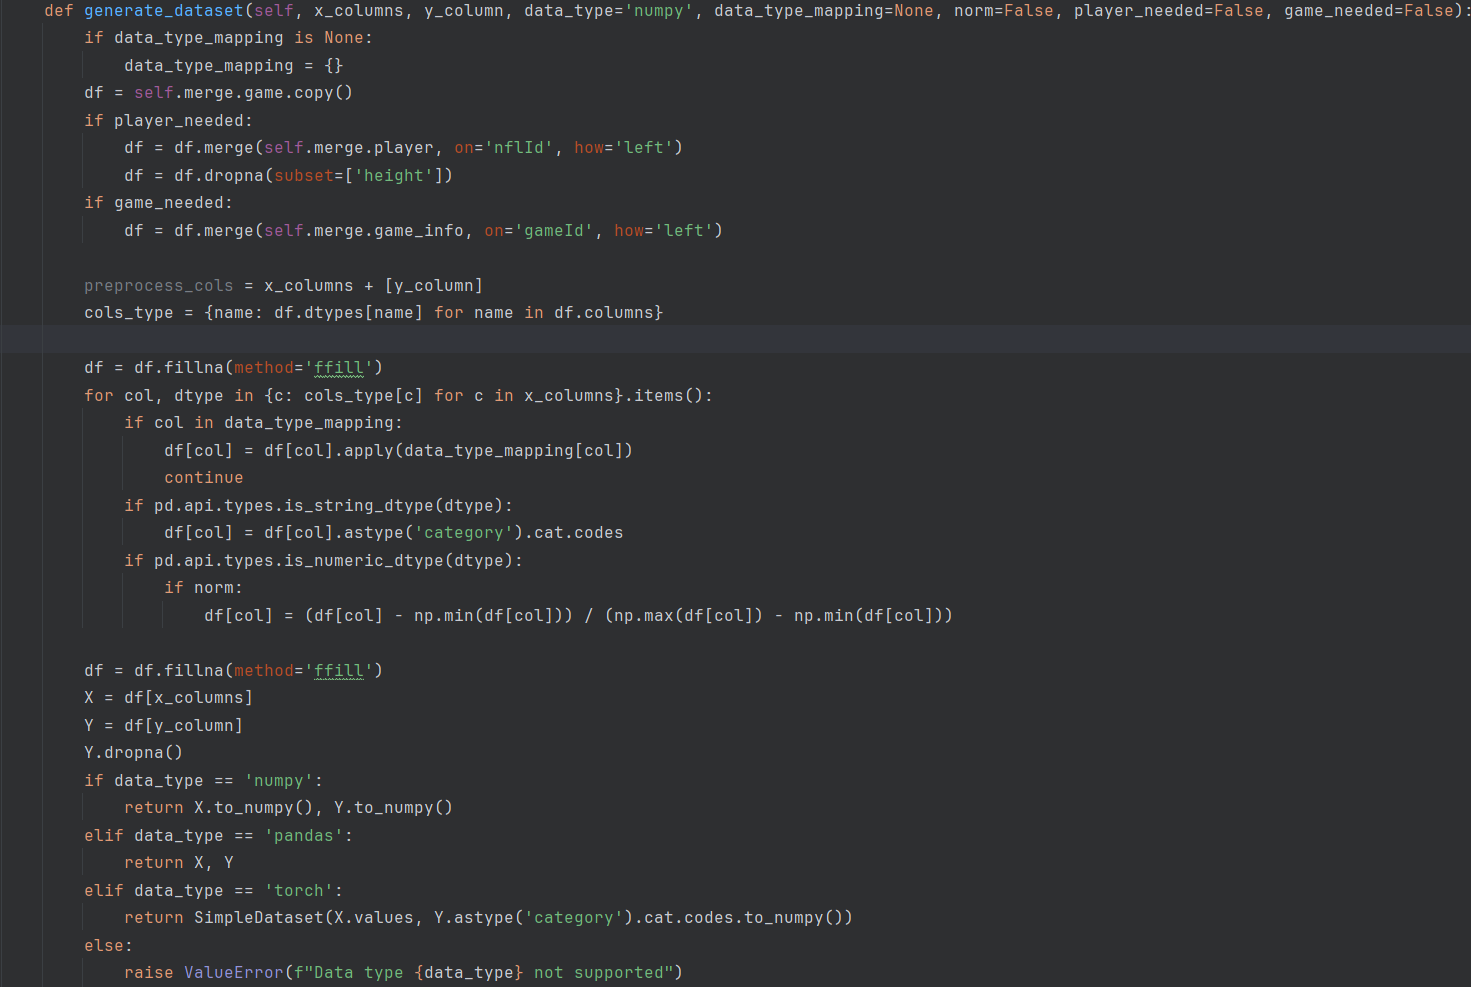 def generate_dataset(self, x_columns, y_column, data_type='numpy', data_type_mapping=None, norm=False, player_needed=False, game_needed=False):
    if data_type_mapping is None:
        data_type_mapping = {}
    df = self.merge.game.copy()
    if player_needed:
        df = df.merge(self.merge.player, on='nflId', how='left')
        df = df.dropna(subset=['height'])
    if game_needed:
        df = df.merge(self.merge.game_info, on='gameId', how='left')

    preprocess_cols = x_columns + [y_column]
    cols_type = {name: df.dtypes[name] for name in df.columns}

    df = df.fillna(method='ffill')
    for col, dtype in {c: cols_type[c] for c in x_columns}.items():
        if col in data_type_mapping:
            df[col] = df[col].apply(data_type_mapping[col])
            continue
        if pd.api.types.is_string_dtype(dtype):
            df[col] = df[col].astype('category').cat.codes
        if pd.api.types.is_numeric_dtype(dtype):
            if norm:
                df[col] = (df[col] - np.min(df[col])) / (np.max(df[col]) - np.min(df[col]))

    df = df.fillna(method='ffill')
    X = df[x_columns]
    Y = df[y_column]
    Y.dropna()
    if data_type == 'numpy':
        return X.to_numpy(), Y.to_numpy()
    elif data_type == 'pandas':
        return X, Y
    elif data_type == 'torch':
        return SimpleDataset(X.values, Y.astype('category').cat.codes.to_numpy())
    else:
        raise ValueError(f"Data type {data_type} not supported")